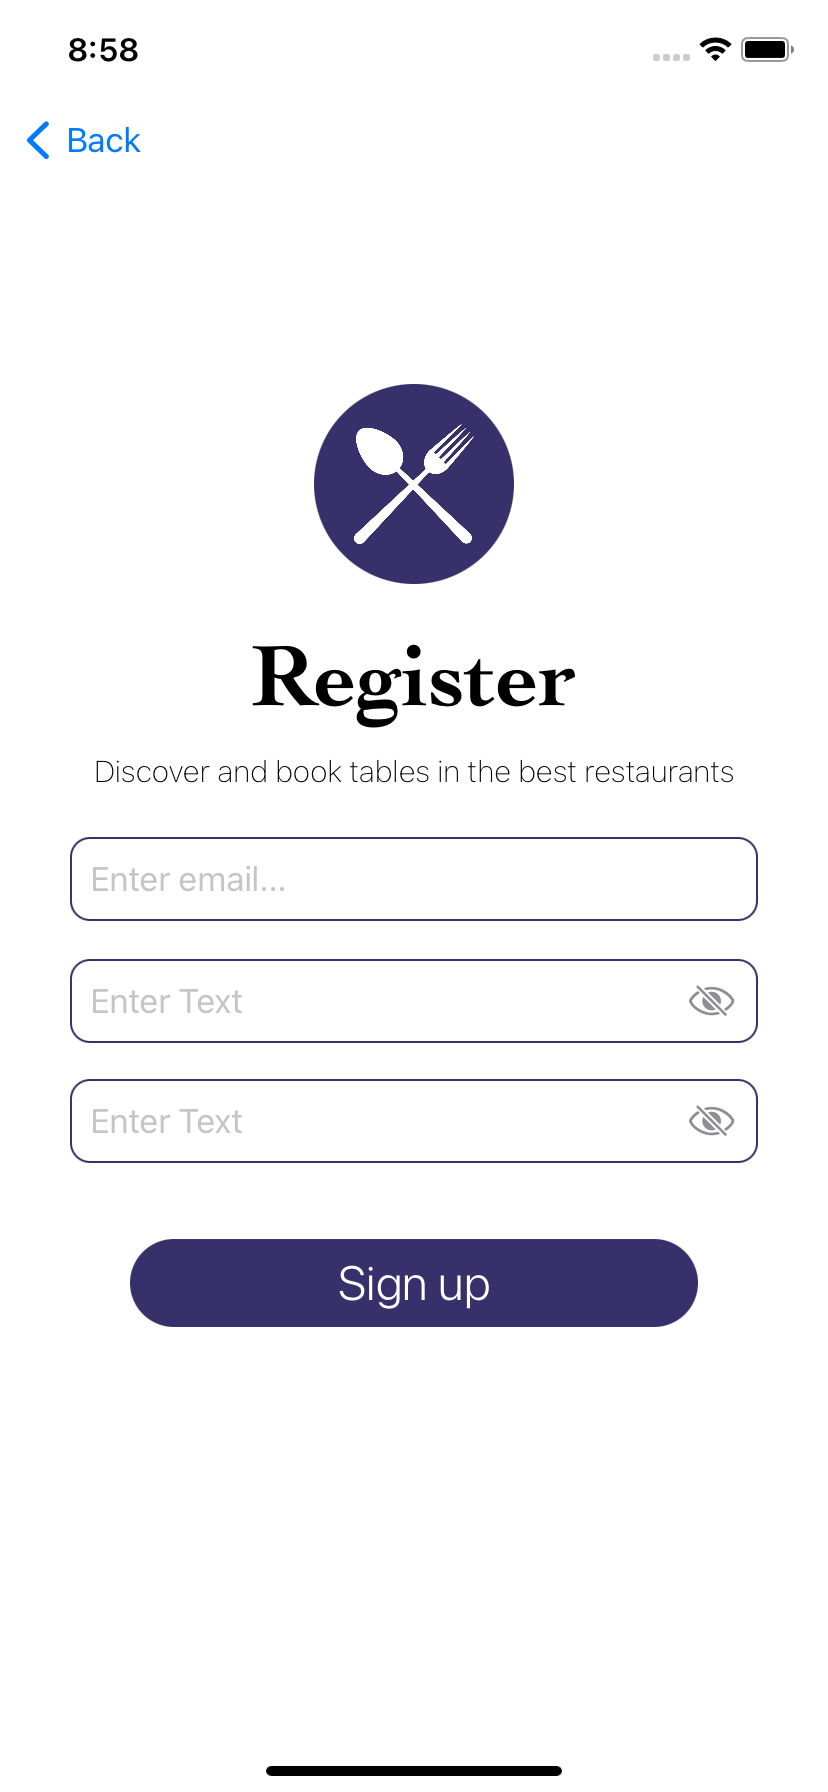 8:58
Back
Register
Discover and book tables in the best restaurants
Enter email...
Enter Text
Enter Text
Sign up